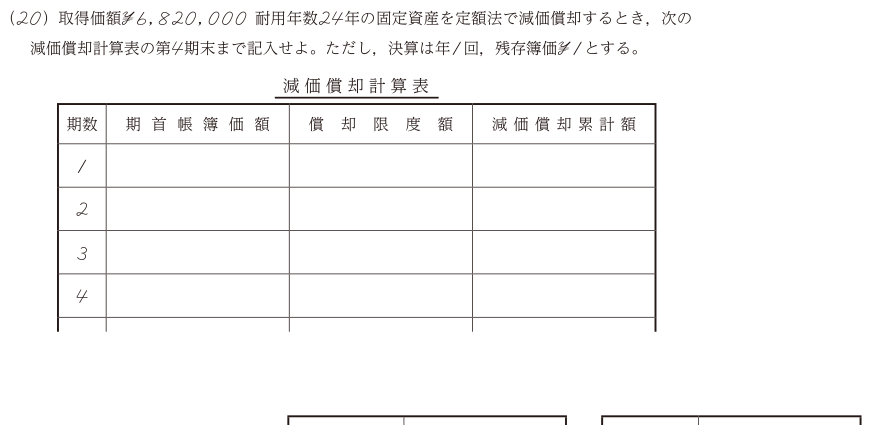 (20) 取得価額¥6,820,000 耐用年数24年の固定資産を定額法で減価償却するとき，次の
減価償却計算表の第4期末まで記入せよ。ただし，決算は年1回，残存簿価¥1とする。
減価償却計算表
期数 期首帳簿価額 償却限度額 減価償却累計額
1
2
3
4